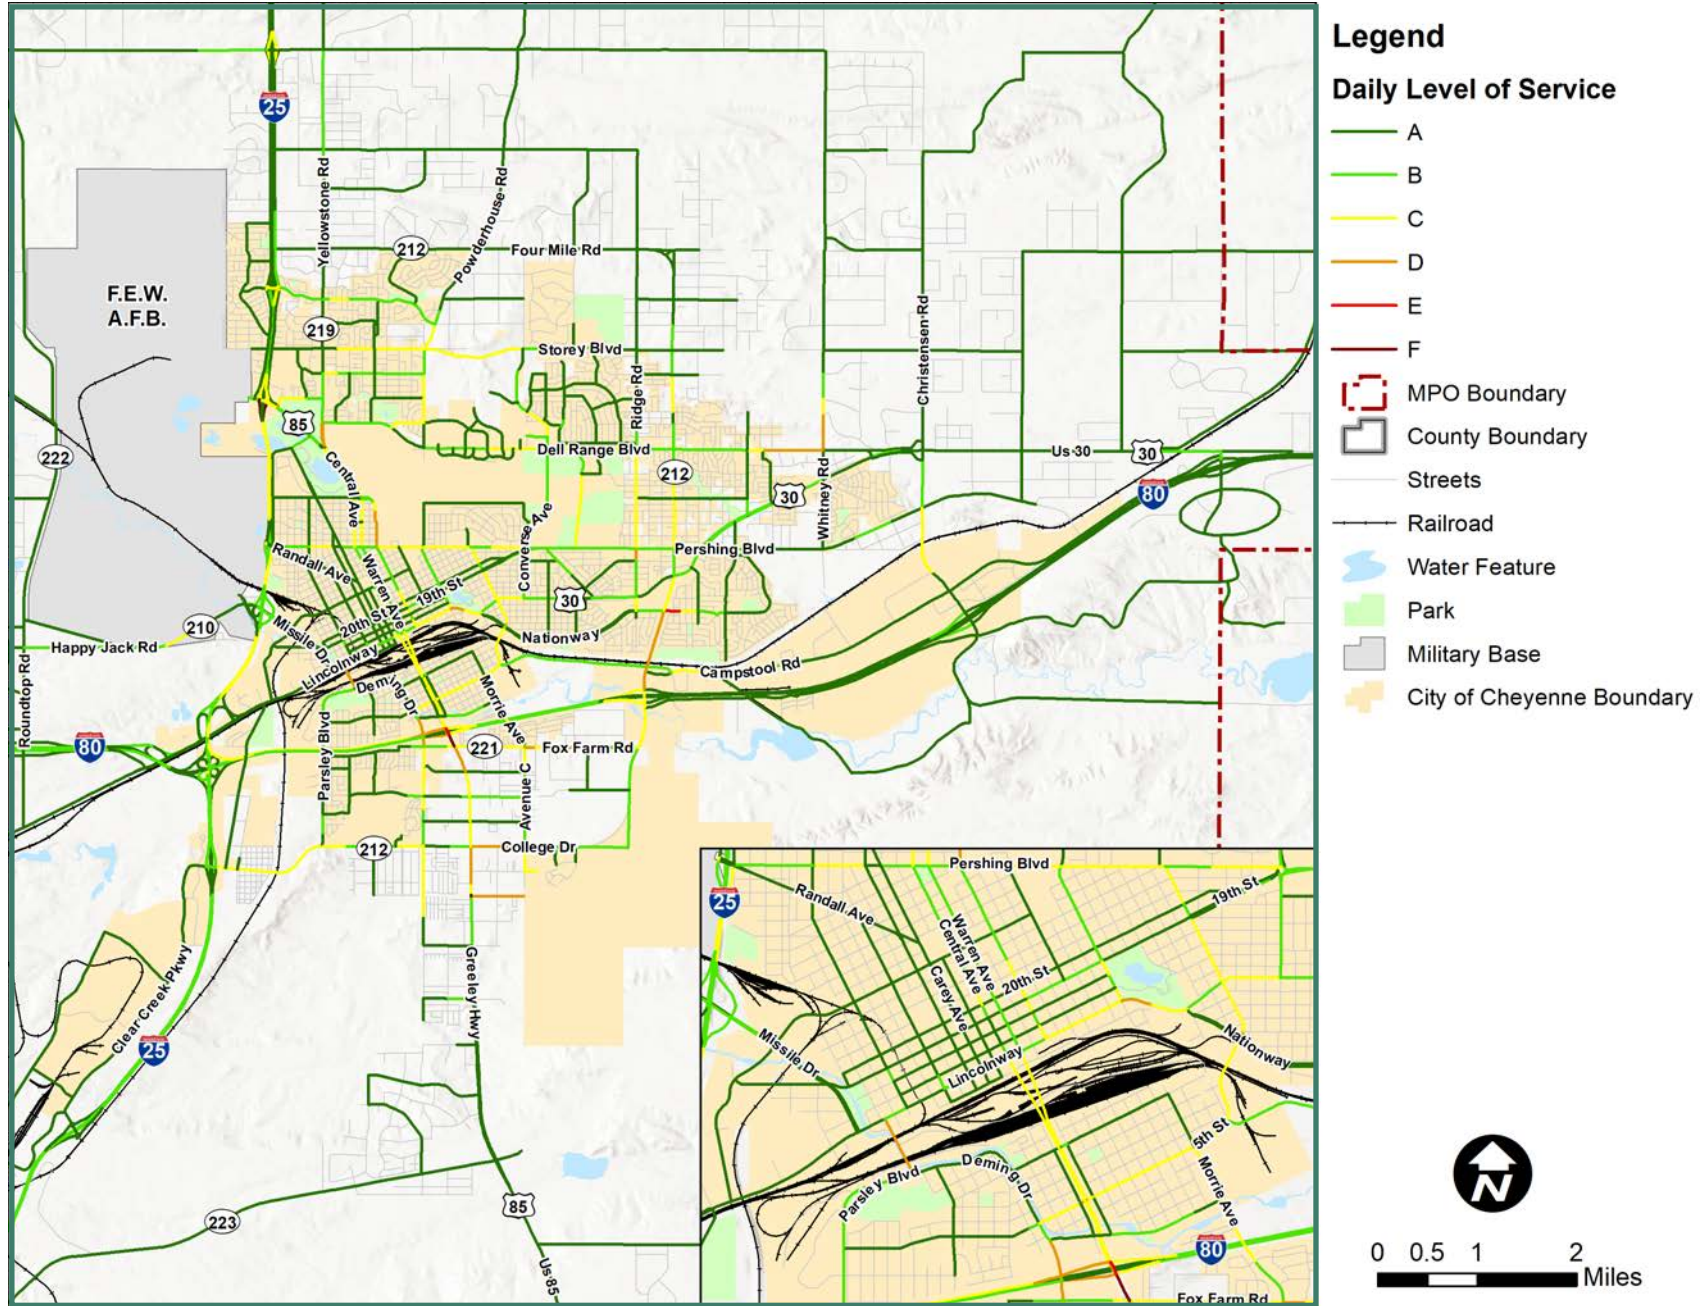 25
Yellowstone Rd
Powderhouse Rd
212
Four Mile Rd
F.E.W.
A.F.B.
219
Storey Blvd
Ridge Rd
Christensen Rd
85
222
Central Ave
Dell Range Blvd
212
Whitney Rd
30
Us 30
30
80
Converse Ave
Pershing Blvd
Randall Ave
Warren Ave
19th St
20th St
30
210
Happy Jack Rd
Missile Dr
Lincolnway
Nationway
Campstool Rd
Roundtop Rd
Deming Dr
Morrie Ave
Parsley Blvd
80
221
Fox Farm Rd
Avenue C
212
College Dr
Greeley Hwy
Clear Creek Pkwy
25
223
85
Us 85
Pershing Blvd
25
Randall Ave
19th St
Warren Ave
Central Ave
20th St
Carey Ave
Missile Dr
Lincolnway
Nationway
5th St
Deming Dr
Parsley Blvd
Morrie Ave
80
Fox Farm Rd
Legend
Daily Level of Service
A
B
C
D
E
F
MPO Boundary
County Boundary
Streets
Railroad
Water Feature
Park
Military Base
City of Cheyenne Boundary
N
0 0.5 1 2
Miles